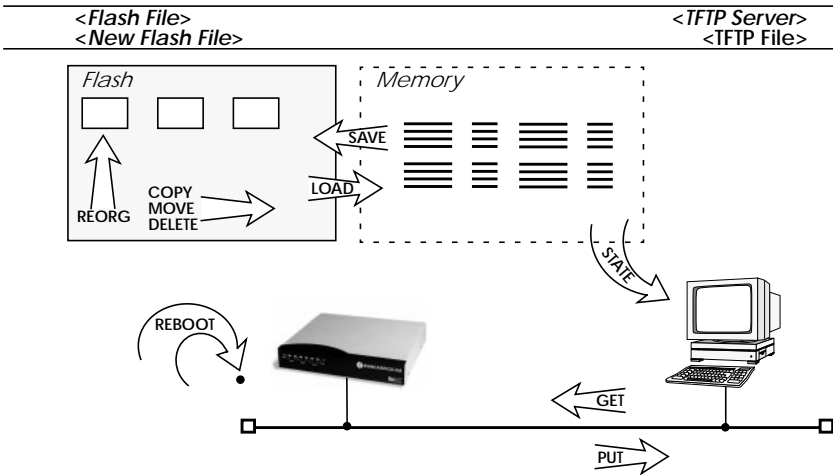 <Flash File>
<New Flash File>
<TFTP Server>
<TFTP File>
Flash
Memory
SAVE
LOAD
REORG
COPY
MOVE
DELETE
STATE
REBOOT
GET
PUT